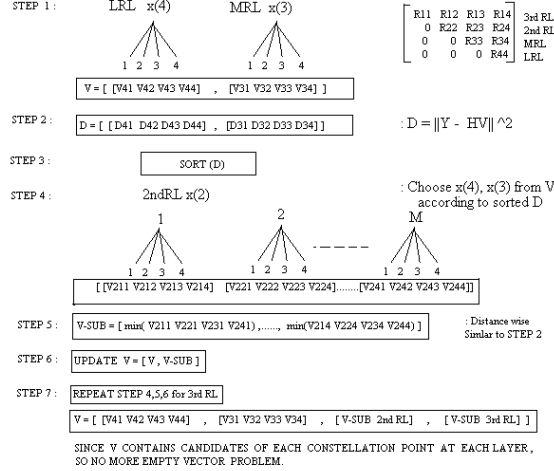 STEP 1 : LRL x(4) MRL x(3)
R11 R12 R13 R14 3rd RL
0 R22 R23 R24 2nd RL
0 0 R33 R34 MRL
0 0 0 R44 LRL
1 2 3 4 1 2 3 4
V = [ [V41 V42 V43 V44] , [V31 V32 V33 V34] ]
STEP 2 : D = [ [ D41 D42 D43 D44] , [D31 D32 D33 D34] ] : D = ||Y - HV|| ^2
STEP 3 : SORT (D)
STEP 4 : 2ndRL x(2) : Choose x(4), x(3) from V
according to sorted D
1 2 M
1 2 3 4 1 2 3 4 1 2 3 4
[ [V211 V212 V213 V214] [V221 V222 V223 V224]........[V241 V242 V243 V244]]
STEP 5 : V-SUB = [ min( V211 V221 V231 V241) ,......, min(V214 V224 V234 V244) ] : Distance wise
Similar to STEP 2
STEP 6 : UPDATE V = [ V , V-SUB ]
STEP 7 : REPEAT STEP 4,5,6 for 3rd RL
V = [ [V41 V42 V43 V44] , [V31 V32 V33 V34] , [ V-SUB 2nd RL] , [ V-SUB 3rd RL] ]
SINCE V CONTAINS CANDIDATES OF EACH CONSTELLATION POINT AT EACH LAYER ,
SO NO MORE EMPTY VECTOR PROBLEM.